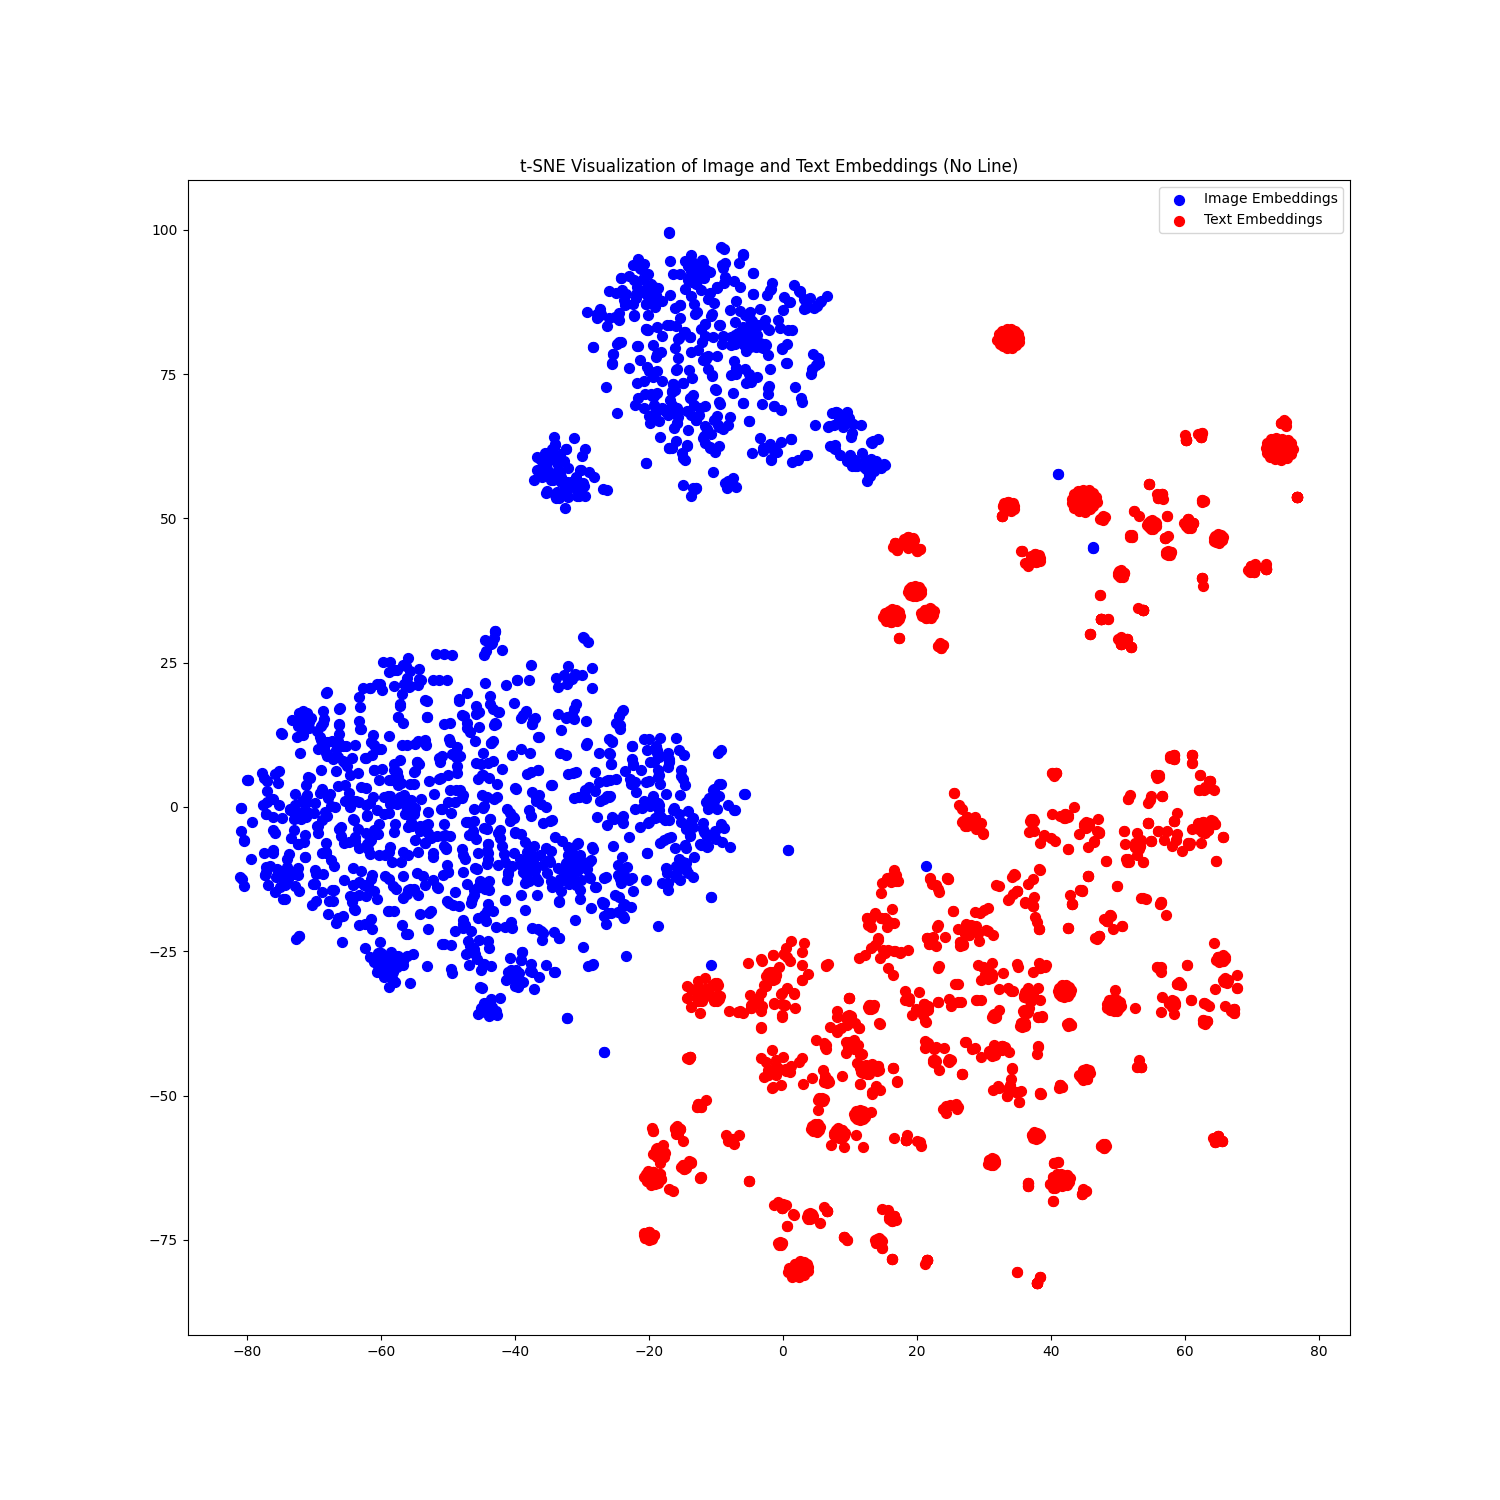 t-SNE Visualization of Image and Text Embeddings (No Line)
Image Embeddings
Text Embeddings
100
75
50
25
0
−25
−50
−75
−80 −60 −40 −20 0 20 40 60 80